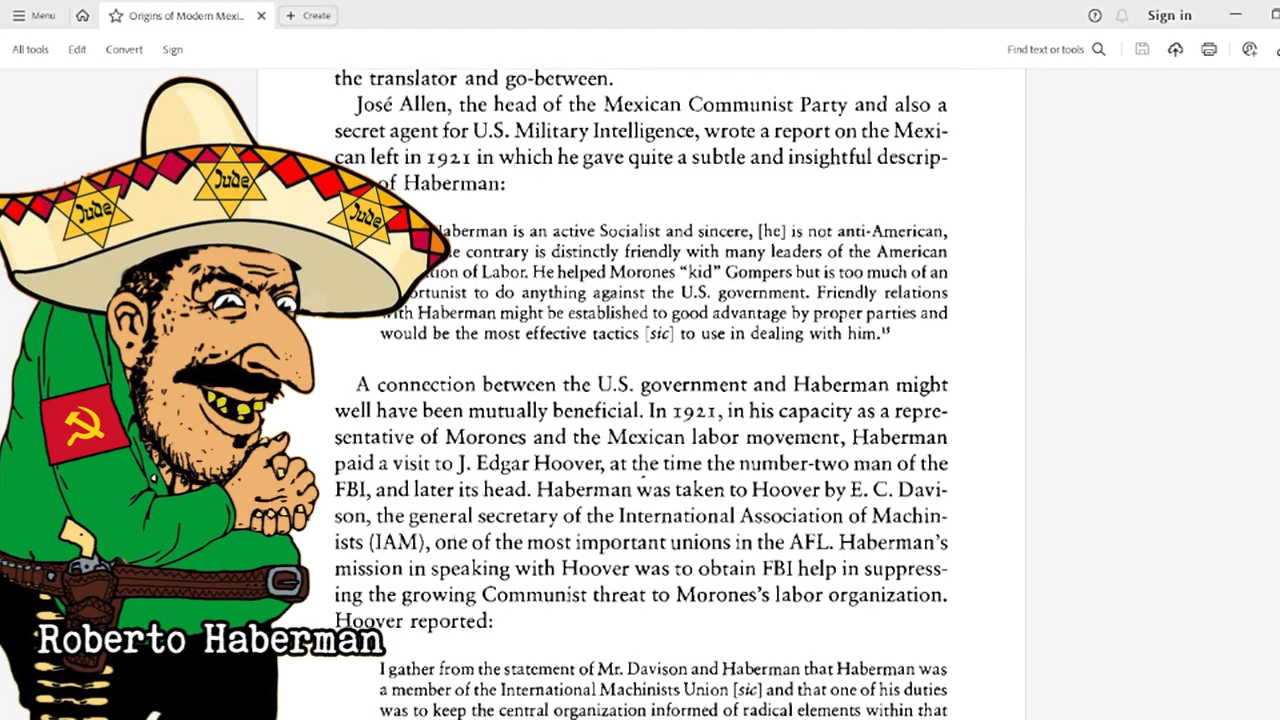 Menu
Origins of Modern Mexi...
Create
Sign in
All tools
Edit
Convert
Sign
Find text or tools
the translator and go-between.
José Allen, the head of the Mexican Communist Party and also a
secret agent for U.S. Military Intelligence, wrote a report on the Mexi-
can left in 1921 in which he gave quite a subtle and insightful descrip-
of Haberman:
Jude
Jude
Jude
aberman is an active Socialist and sincere, [he] is not anti-American,
e contrary is distinctly friendly with many leaders of the American
tion of Labor. He helped Morones “kid” Gompers but is too much of an
ortunist to do anything against the U.S. government. Friendly relations
with Haberman might be established to good advantage by proper parties and
would be the most effective tactics [sic] to use in dealing with him.15
A connection between the U.S. government and Haberman might
well have been mutually beneficial. In 1921, in his capacity as a repre-
sentative of Morones and the Mexican labor movement, Haberman
paid a visit to J. Edgar Hoover, at the time the number-two man of the
FBI, and later its head. Haberman was taken to Hoover by E. C. Davi-
son, the general secretary of the International Association of Machin-
ists (IAM), one of the most important unions in the AFL. Haberman’s
mission in speaking with Hoover was to obtain FBI help in suppress-
ing the growing Communist threat to Morones’s labor organization.
Hoover reported:
Roberto Haberman
I gather from the statement of Mr. Davison and Haberman that Haberman was
a member of the International Machinists Union [sic] and that one of his duties
was to keep the central organization informed of radical elements within that